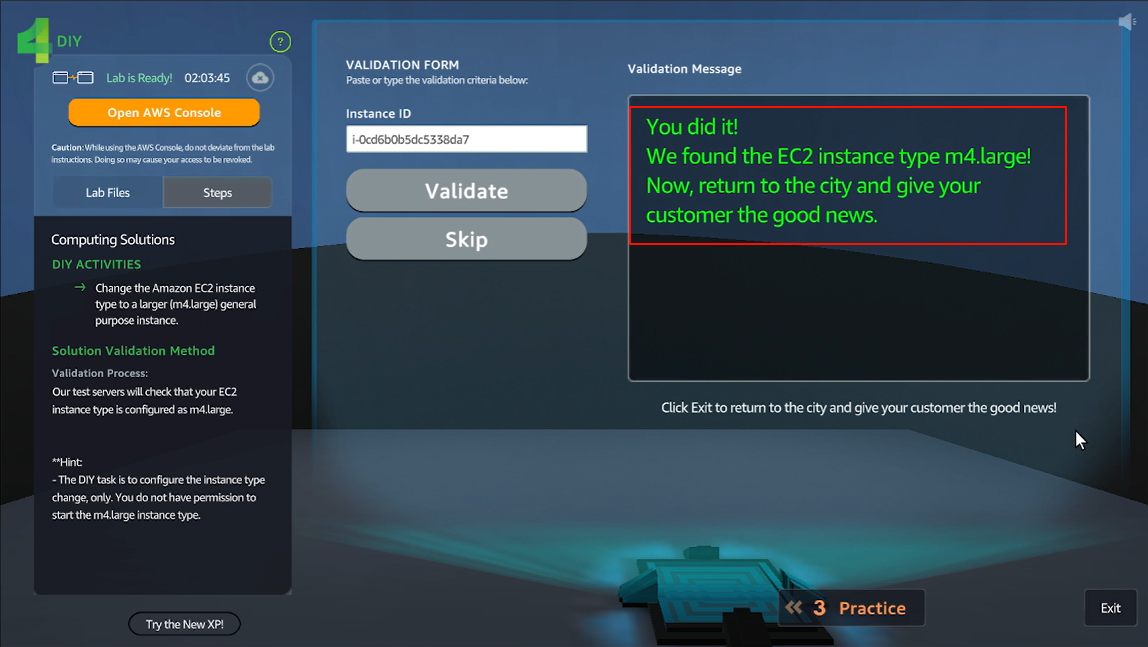 4 DIY
?
Lab is Ready! 02:03:45
Open AWS Console
Caution: While using the AWS Console, do not deviate from the lab
instructions. Doing so may cause your access to be revoked.
Lab Files
Steps
Computing Solutions
DIY ACTIVITIES
→ Change the Amazon EC2 instance
type to a larger (m4.large) general
purpose instance.
Solution Validation Method
Validation Process:
Our test servers will check that your EC2
instance type is configured as m4.large.
**Hint:
- The DIY task is to configure the instance type
change, only. You do not have permission to
start the m4.large instance type.
Try the New XP!
VALIDATION FORM
Paste or type the validation criteria below:
Instance ID
i-0cd6b0b5dc5338da7
Validate
Skip
Validation Message
You did it!
We found the EC2 instance type m4.large!
Now, return to the city and give your
customer the good news.
Click Exit to return to the city and give your customer the good news!
3 Practice
Exit